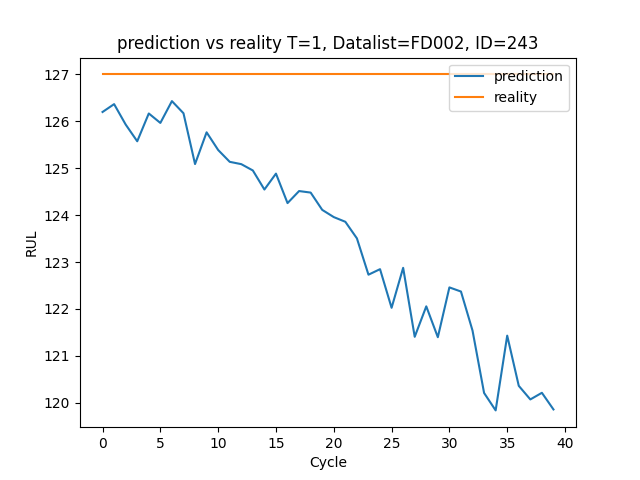 prediction vs reality T=1, Datalist=FD002, ID=243
127
126
125
124
123
122
121
120
RUL
prediction
reality
0 5 10 15 20 25 30 35 40
Cycle